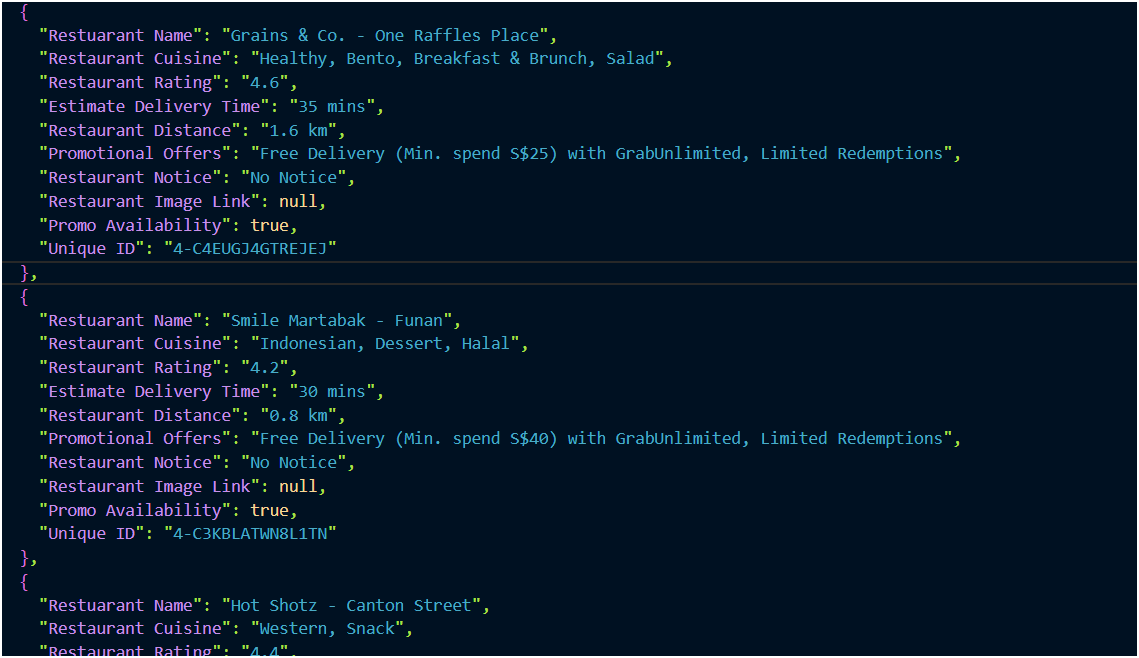 {
"Restuarant Name": "Grains & Co. - One Raffles Place",
"Restaurant Cuisine": "Healthy, Bento, Breakfast & Brunch, Salad",
"Restaurant Rating": "4.6",
"Estimate Delivery Time": "35 mins",
"Restaurant Distance": "1.6 km",
"Promotional Offers": "Free Delivery (Min. spend S$25) with GrabUnlimited, Limited Redemptions",
"Restaurant Notice": "No Notice",
"Restaurant Image Link": null,
"Promo Availability": true,
"Unique ID": "4-C4EUGJ4GTREJEJ"
},
{
"Restuarant Name": "Smile Martabak - Funan",
"Restaurant Cuisine": "Indonesian, Dessert, Halal",
"Restaurant Rating": "4.2",
"Estimate Delivery Time": "30 mins",
"Restaurant Distance": "0.8 km",
"Promotional Offers": "Free Delivery (Min. spend S$40) with GrabUnlimited, Limited Redemptions",
"Restaurant Notice": "No Notice",
"Restaurant Image Link": null,
"Promo Availability": true,
"Unique ID": "4-C3KBLATWN8L1TN"
},
{
"Restuarant Name": "Hot Shotz - Canton Street",
"Restaurant Cuisine": "Western, Snack",
"Restaurant Rating": "4.4",